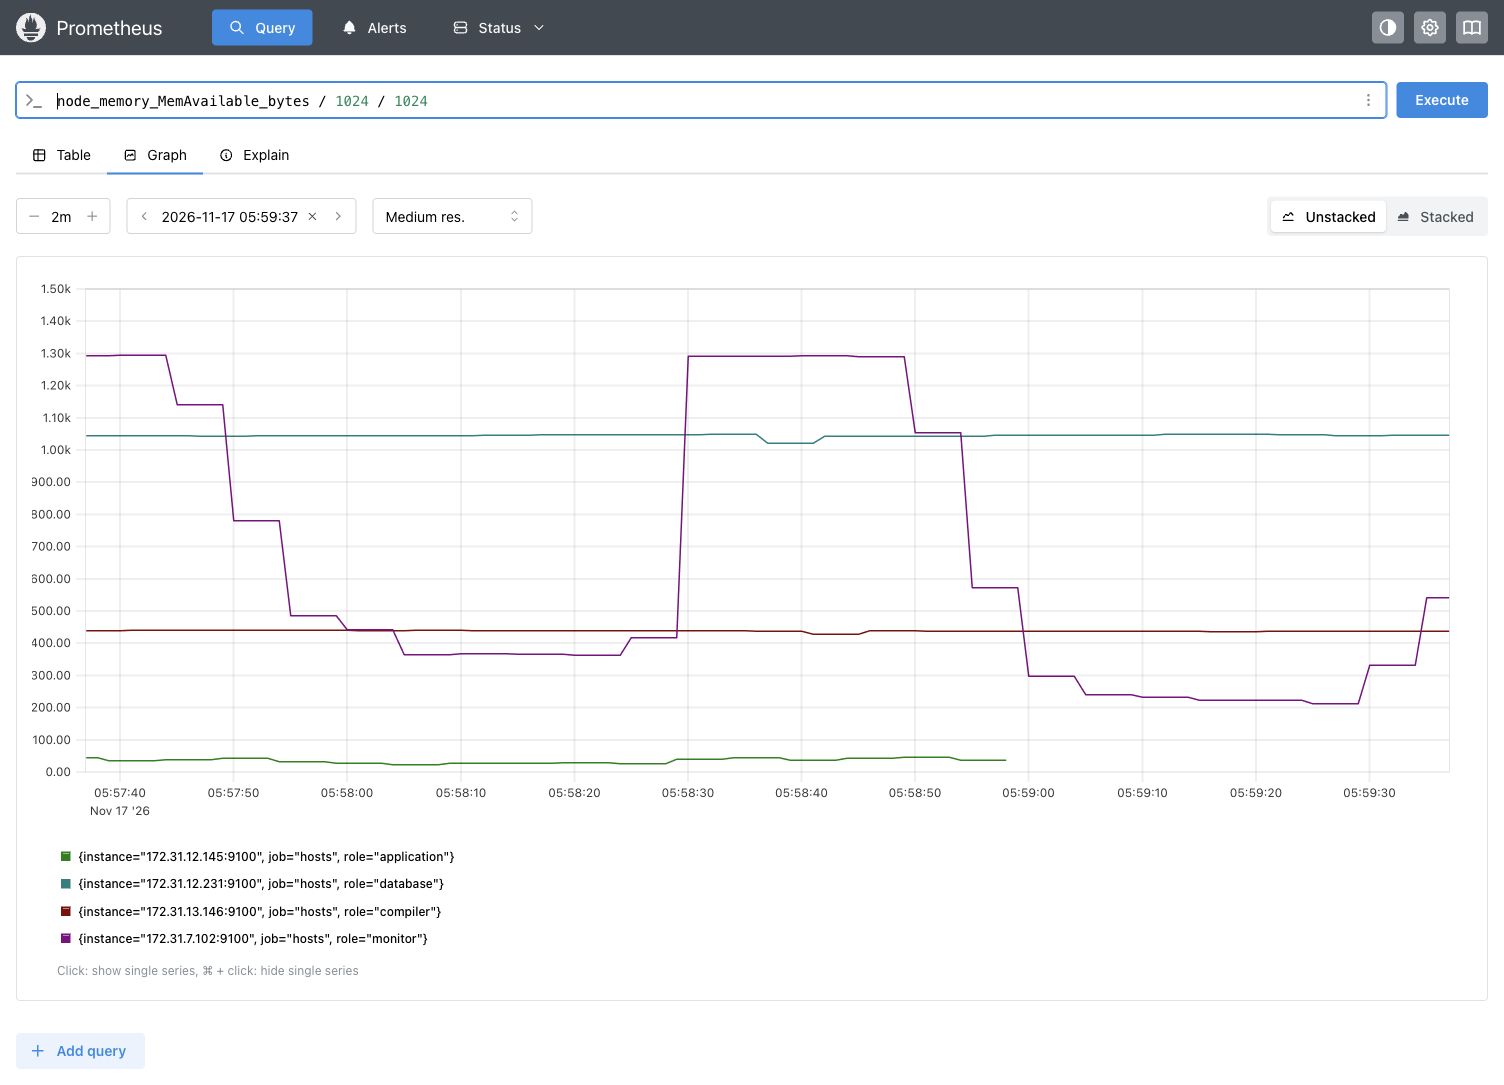 Prometheus Query Alerts Status
>_ node_memory_MemAvailable_bytes / 1024 / 1024 Execute
Table Graph Explain
− 2m + < 2026-11-17 05:59:37 × > Medium res. Unstacked Stacked
1.50k
1.40k
1.30k
1.20k
1.10k
1.00k
900.00
800.00
700.00
600.00
500.00
400.00
300.00
200.00
100.00
0.00
05:57:40 05:57:50 05:58:00 05:58:10 05:58:20 05:58:30 05:58:40 05:58:50 05:59:00 05:59:10 05:59:20 05:59:30
Nov 17 '26
{instance="172.31.12.145:9100", job="hosts", role="application"}
{instance="172.31.12.231:9100", job="hosts", role="database"}
{instance="172.31.13.146:9100", job="hosts", role="compiler"}
{instance="172.31.7.102:9100", job="hosts", role="monitor"}
Click: show single series, ⌘ + click: hide single series
+ Add query